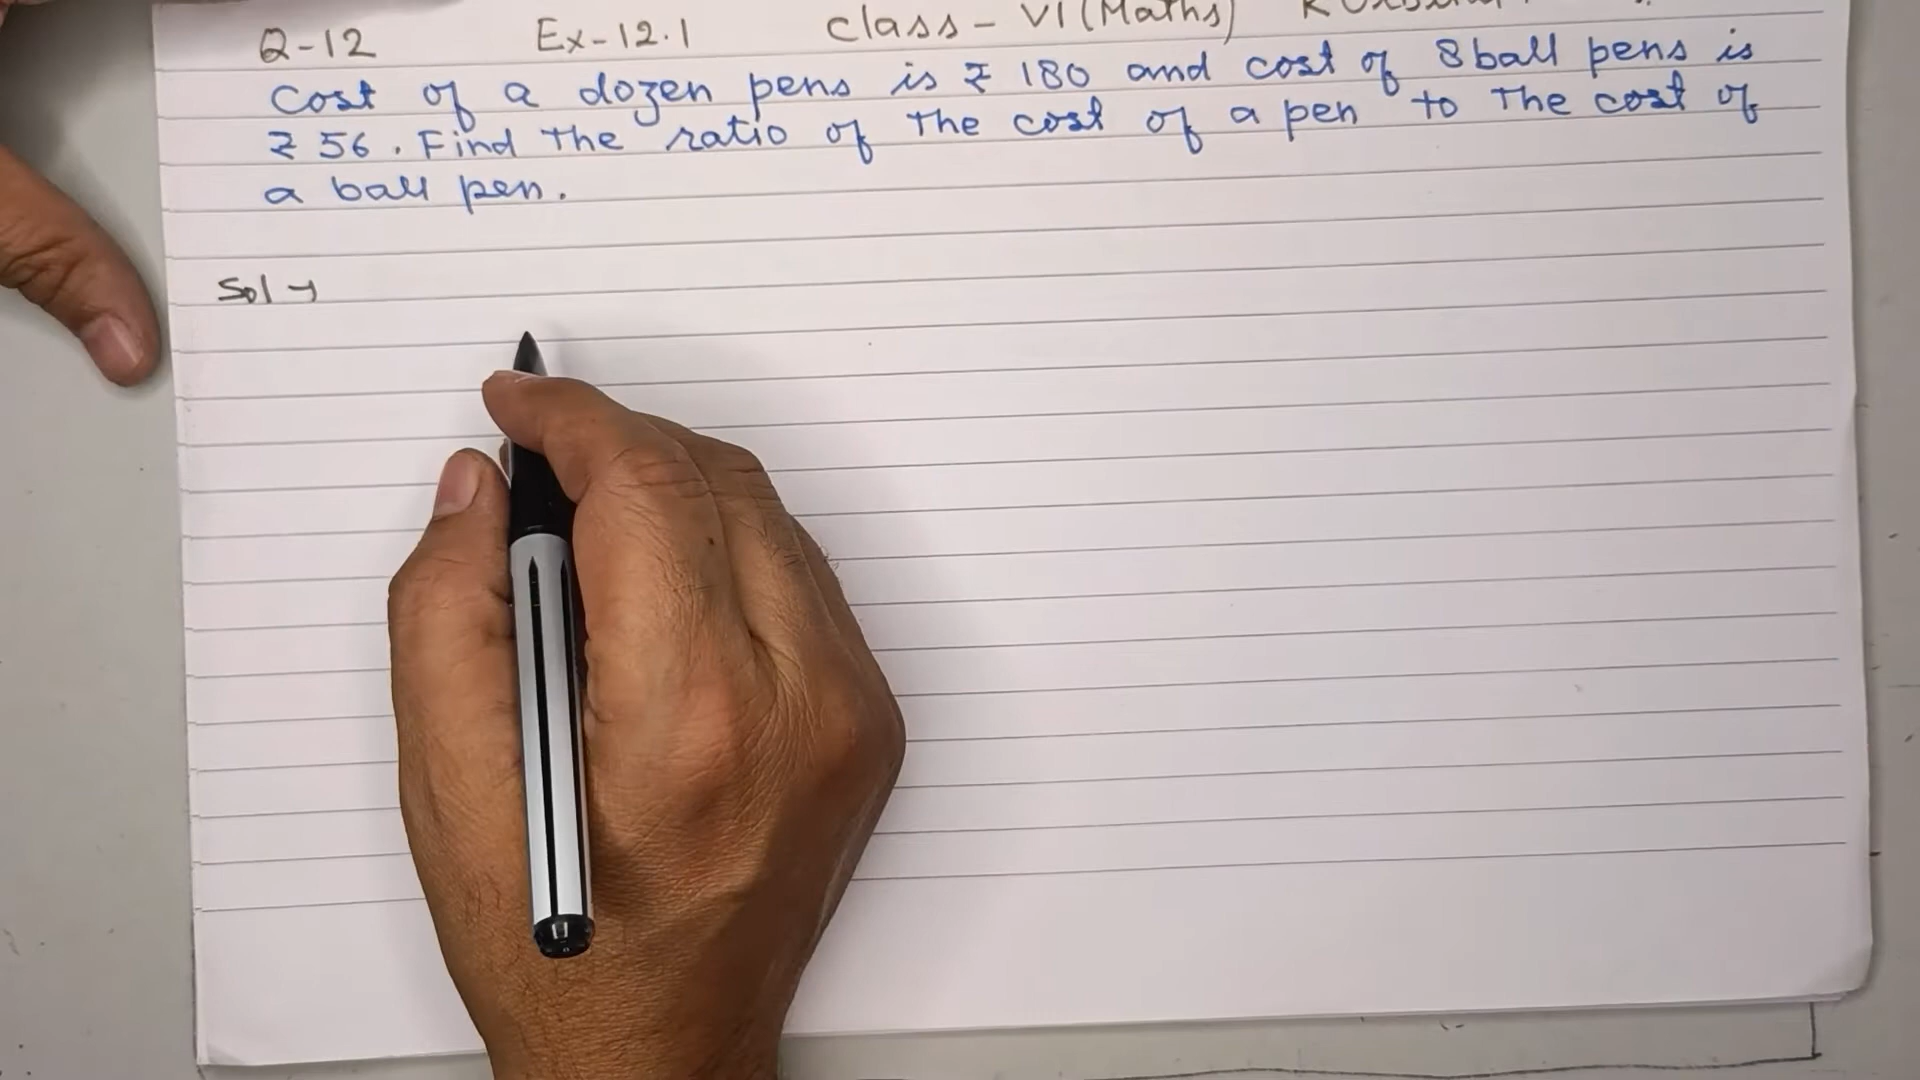 Q-12 Ex-12.1 Class - VI (Maths)
Cost of a dozen pens is ₹ 180 and cost of 8 ball pens is
₹ 56. Find The ratio of The cost of a pen to The cost of
a ball pen.
Sol →